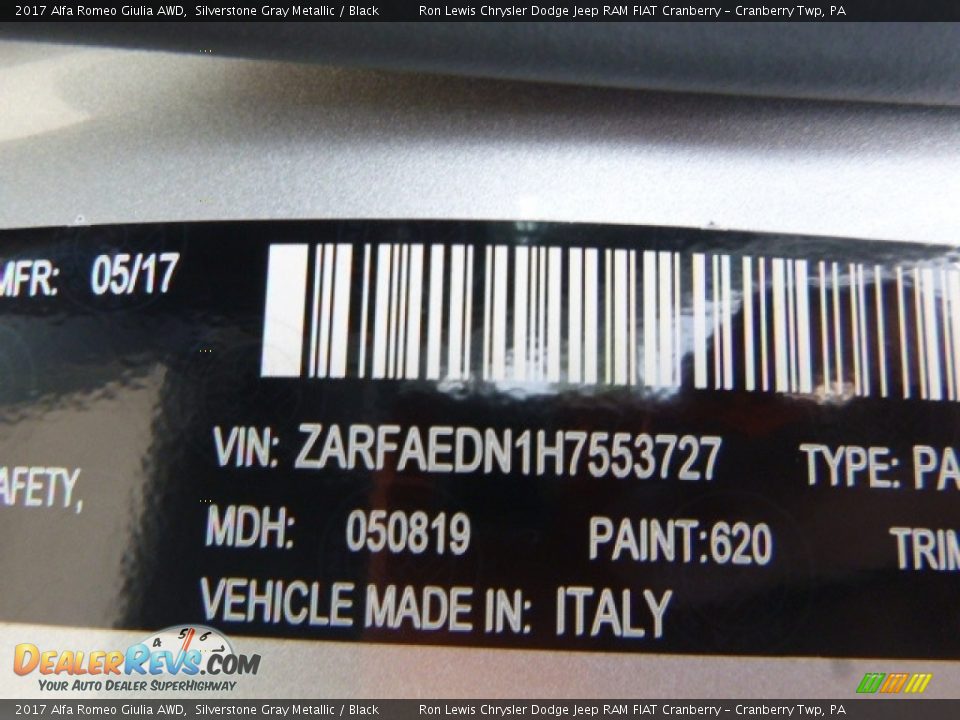 2017 Alfa Romeo Giulia AWD, Silverstone Gray Metallic / Black Ron Lewis Chrysler Dodge Jeep RAM FIAT Cranberry - Cranberry Twp, PA
MFR: 05/17
VIN: ZARFAEDN1H7553727 TYPE: PA
AFETY,
MDH: 050819 PAINT:620 TRIM
VEHICLE MADE IN: ITALY
DEALERREVS.COM
YOUR AUTO DEALER SUPERHIGHWAY
2017 Alfa Romeo Giulia AWD, Silverstone Gray Metallic / Black Ron Lewis Chrysler Dodge Jeep RAM FIAT Cranberry - Cranberry Twp, PA